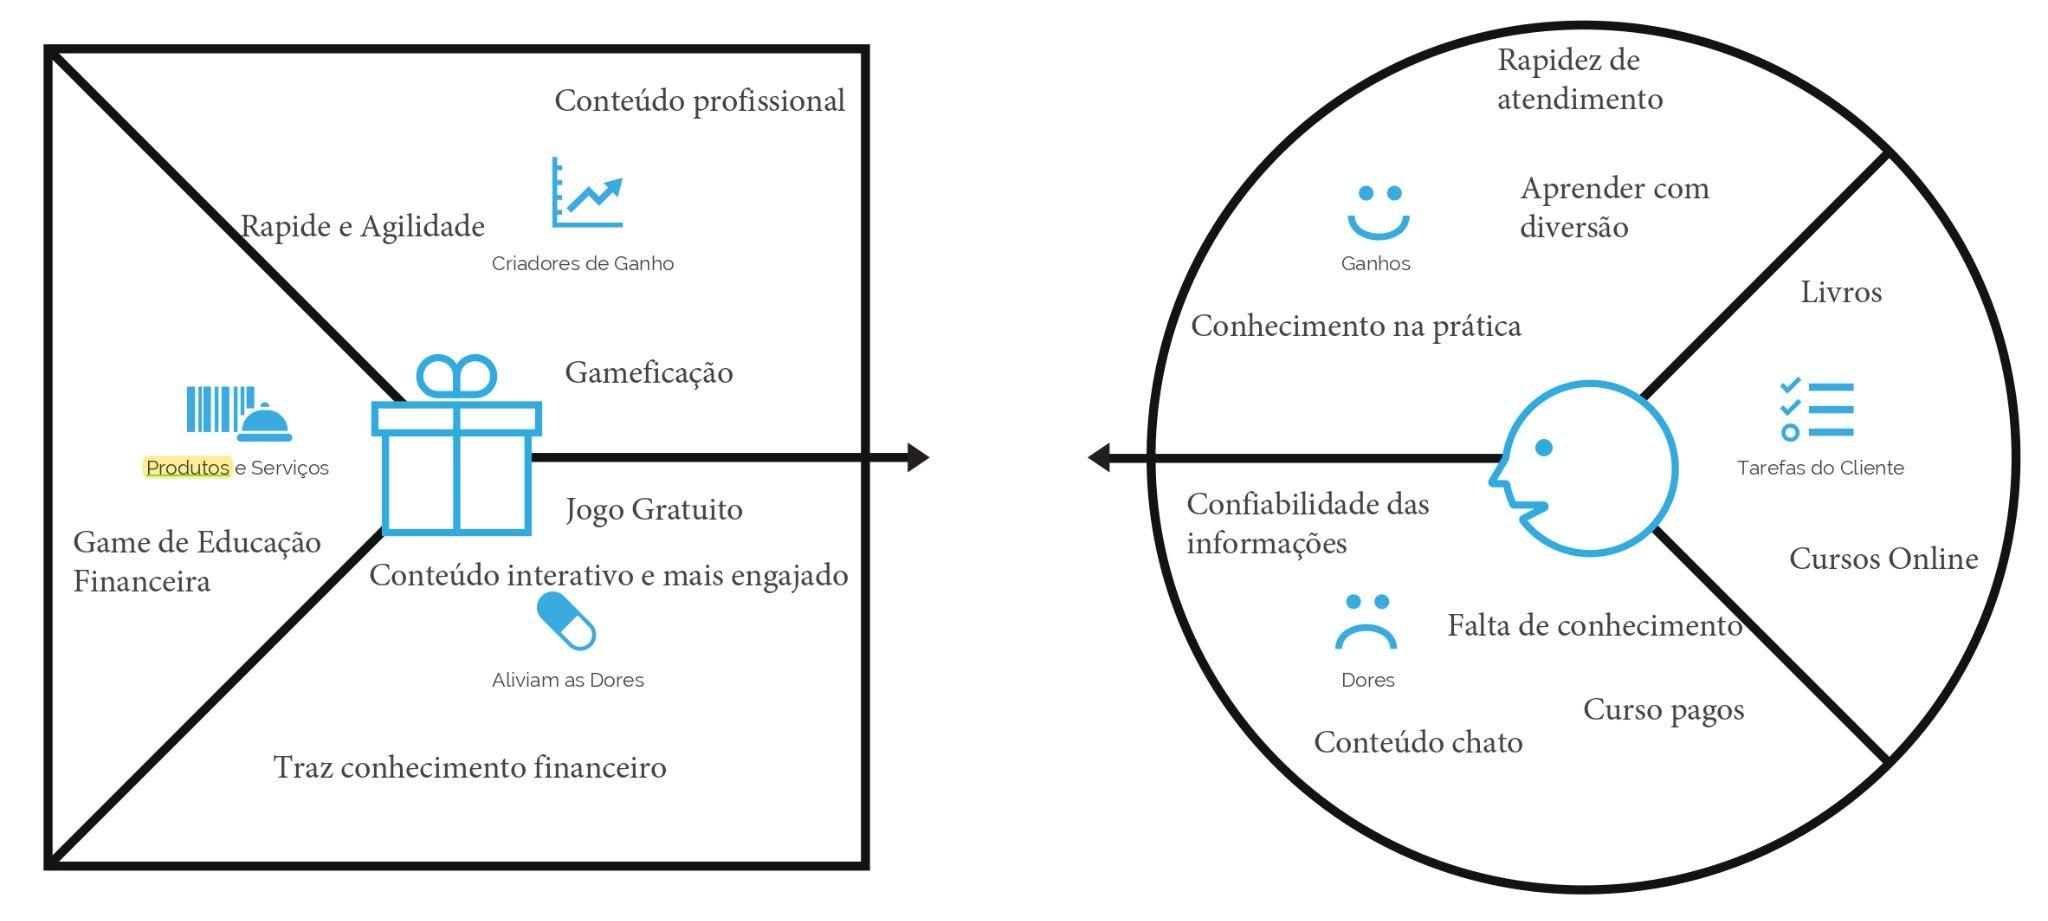 Conteúdo profissional
Rapide e Agilidade
Criadores de Ganho
Gameficação
Produtos e Serviços
Game de Educação
Financeira
Jogo Gratuito
Conteúdo interativo e mais engajado
Aliviam as Dores
Traz conhecimento financeiro
Rapidez de
atendimento
Aprender com
diversão
Ganhos
Conhecimento na prática
Livros
Tarefas do Cliente
Cursos Online
Confiabilidade das
informações
Falta de conhecimento
Dores
Curso pagos
Conteúdo chato